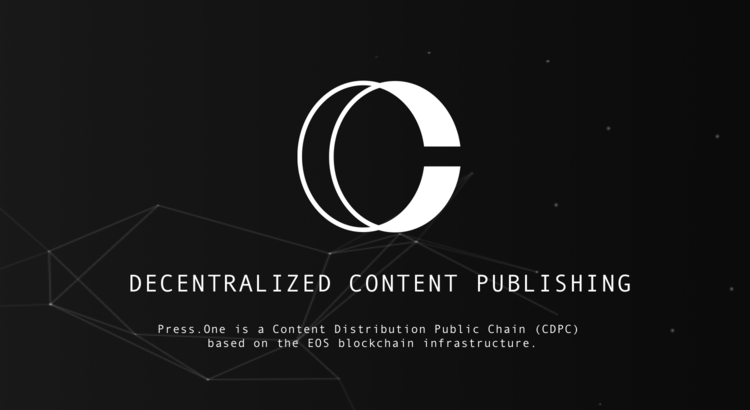 DECENTRALIZED CONTENT PUBLISHING
Press.One is a Content Distribution Public Chain (CDPC)
based on the EOS blockchain infrastructure.